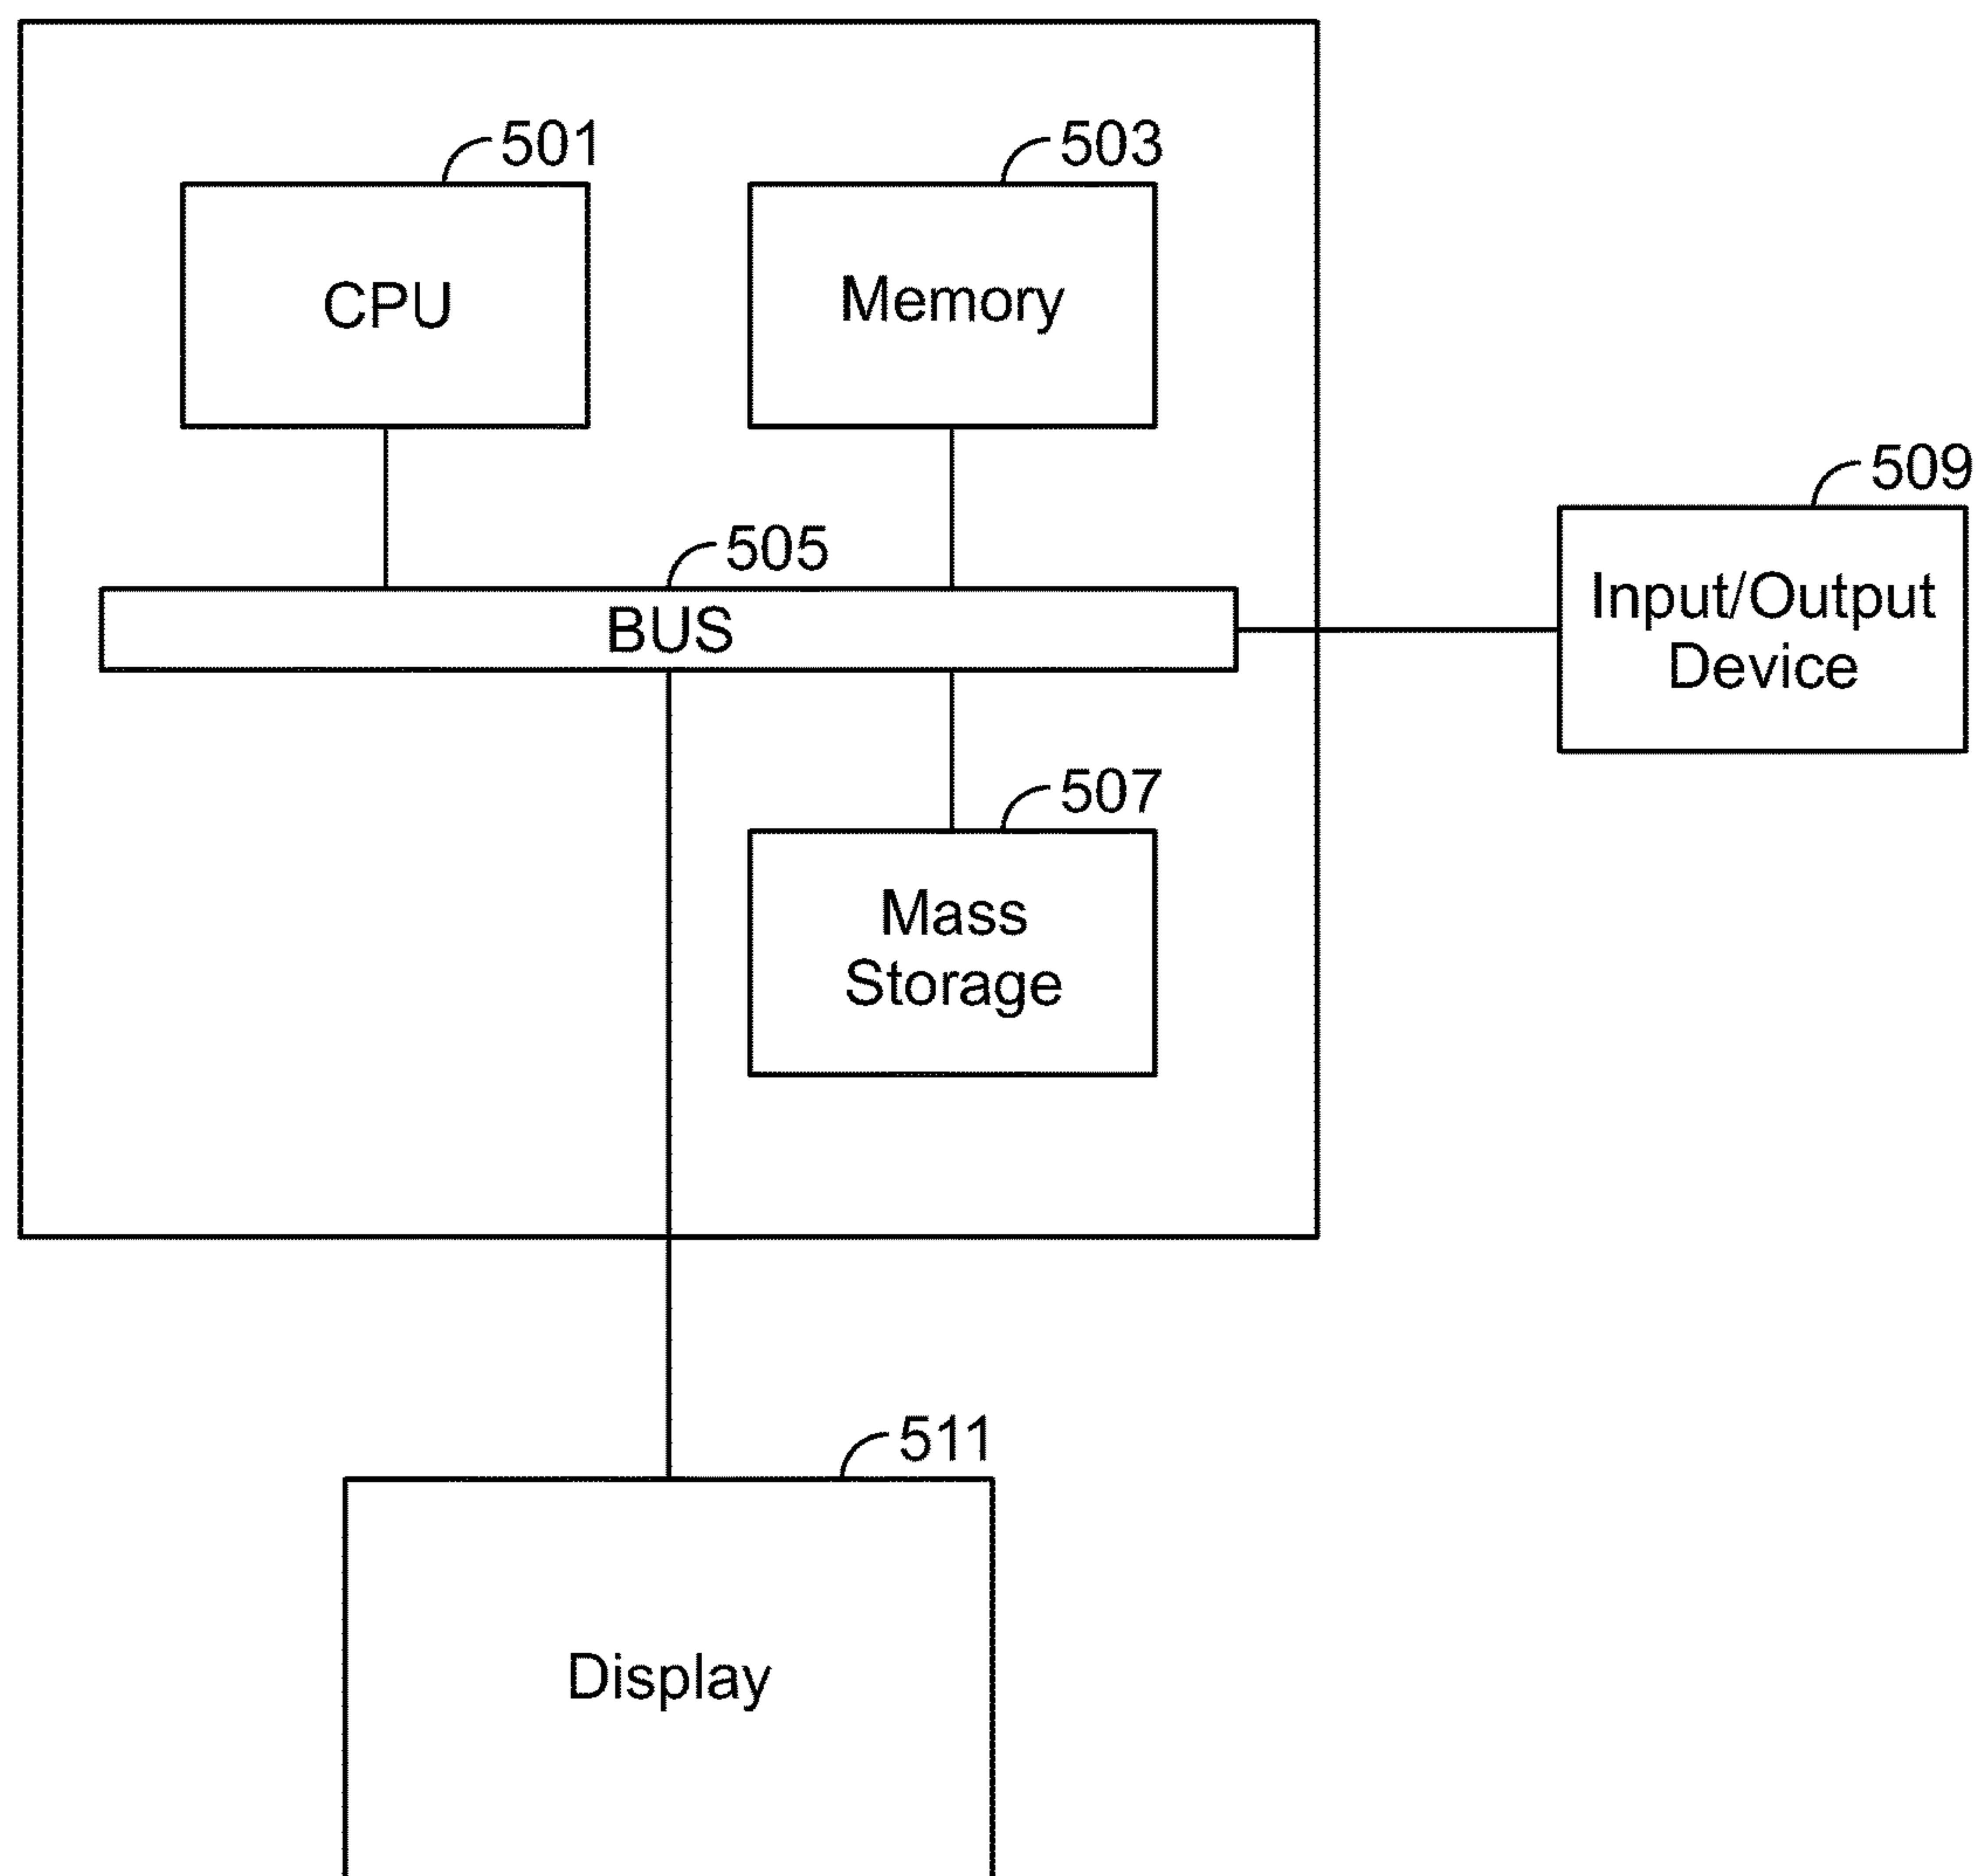 501
CPU
503
Memory
505
BUS
509
Input/Output
Device
507
Mass
Storage
511
Display